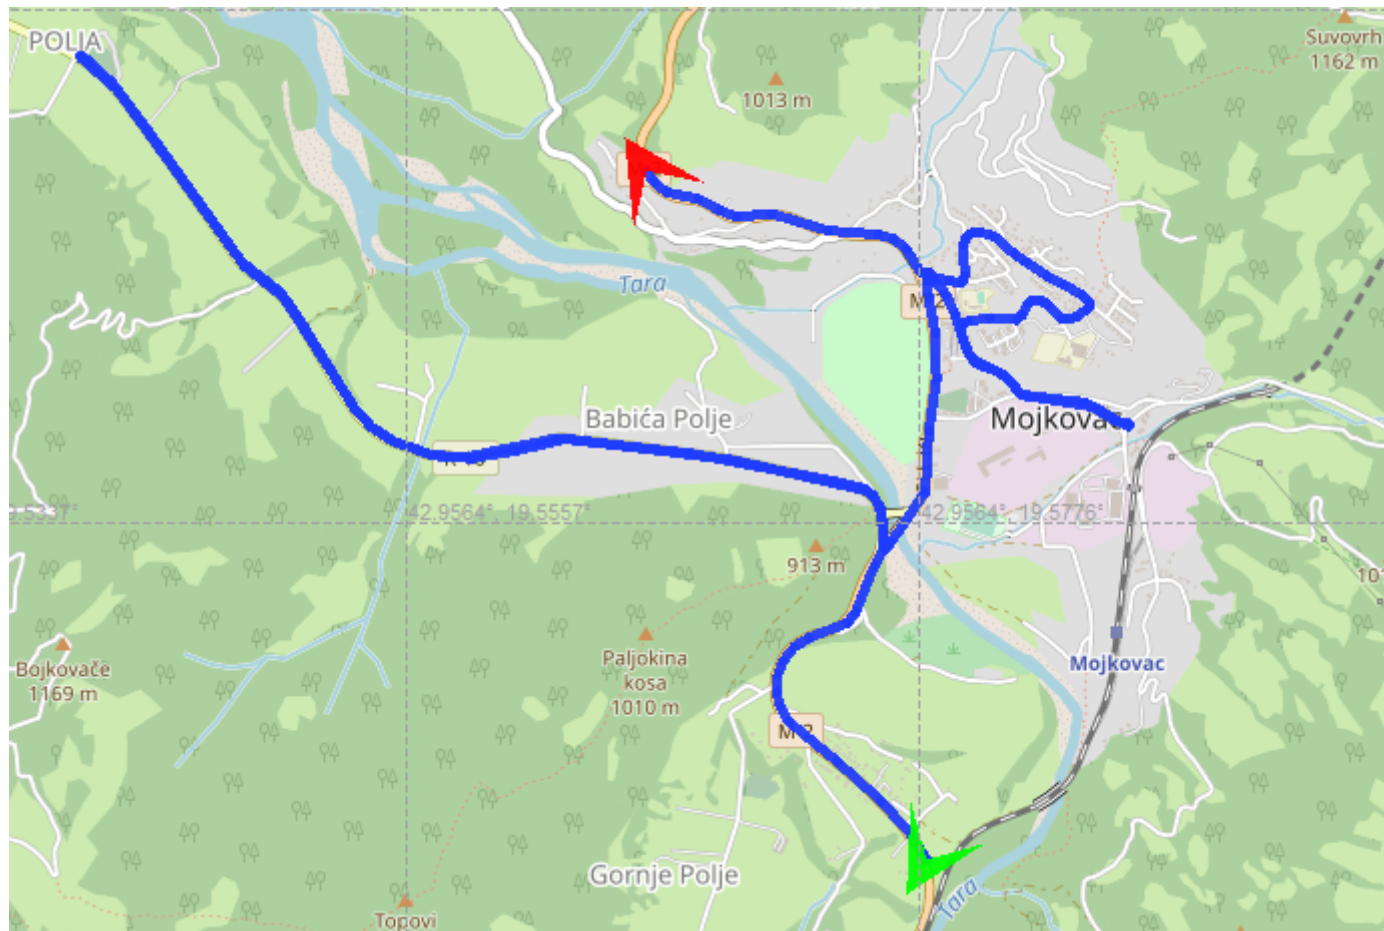 POLJA
Suvovrh
1162 m
1013 m
Tara
Babića Polje
Mojkovac
42.9564°, 19.5557°
42.9564°, 19.5776°
913 m
Bojkovače
1169 m
Paljokina
kosa
1010 m
Mojkovac
Gornje Polje
Topovi
Tara